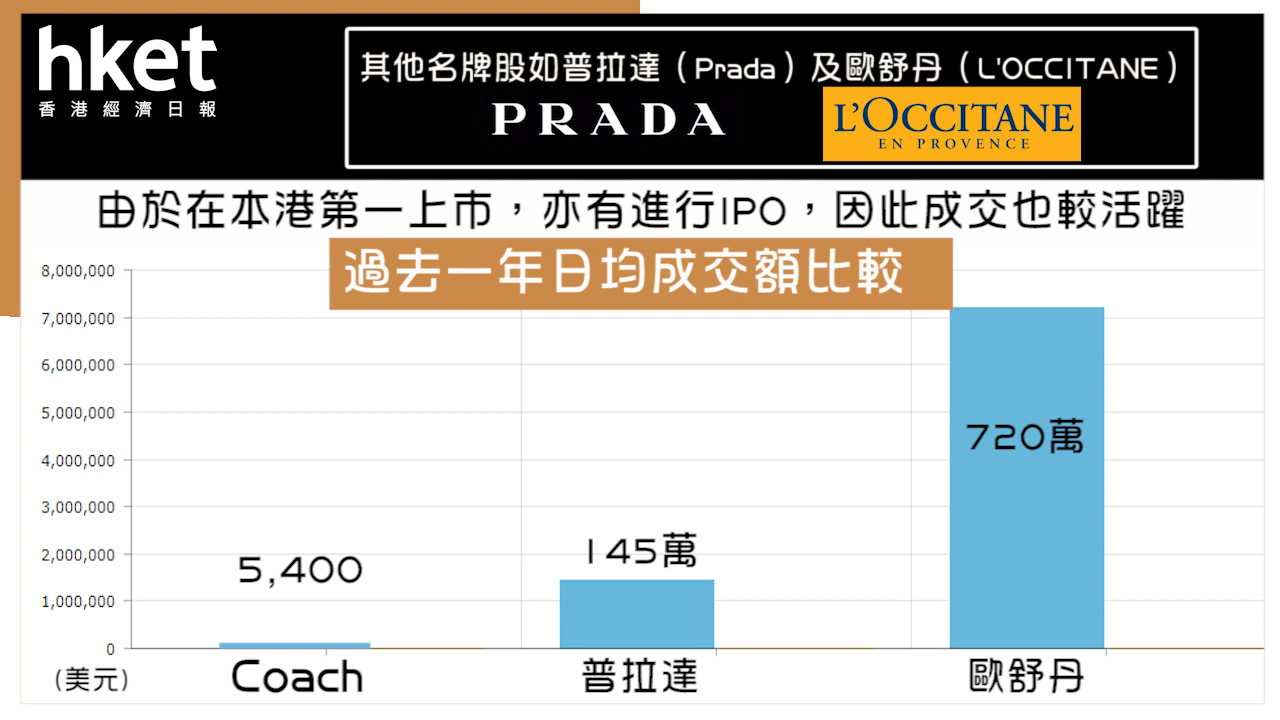 hket
香港經濟日報
其他名牌股如普拉達（Prada）及歐舒丹（L'OCCITANE）
PRADA
L'OCCITANE
EN PROVENCE
由於在本港第一上市，亦有進行IPO，因此成交也較活躍
過去一年日均成交額比較
8,000,000
7,000,000
6,000,000
5,000,000
4,000,000
3,000,000
2,000,000
1,000,000
0
5,400
145萬
720萬
(美元)
Coach
普拉達
歐舒丹